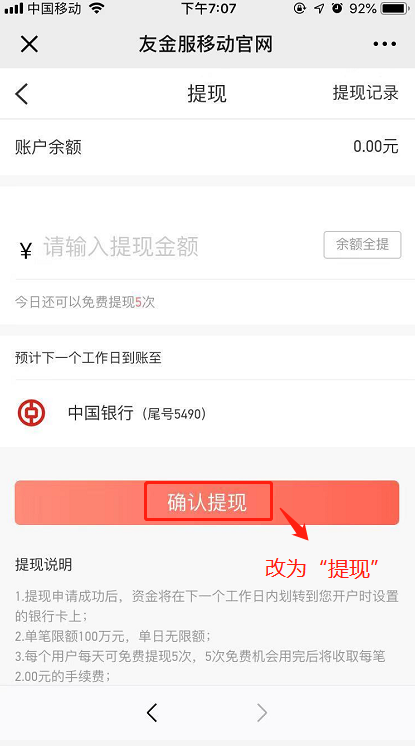 中国移动 下午7:07 92%
友金服移动官网
提现 提现记录
账户余额 0.00元
¥ 请输入提现金额 余额全提
今日还可以免费提现5次
预计下一个工作日到账至
中国银行（尾号5490）
确认提现
改为“提现”
提现说明
1.提现申请成功后，资金将在下一个工作日内划转到您开户时设置
的银行卡上；
2.单笔限额100万元，单日无限额；
3.每个用户每天可免费提现5次，5次免费机会用完后将收取每笔
2.00元的手续费；